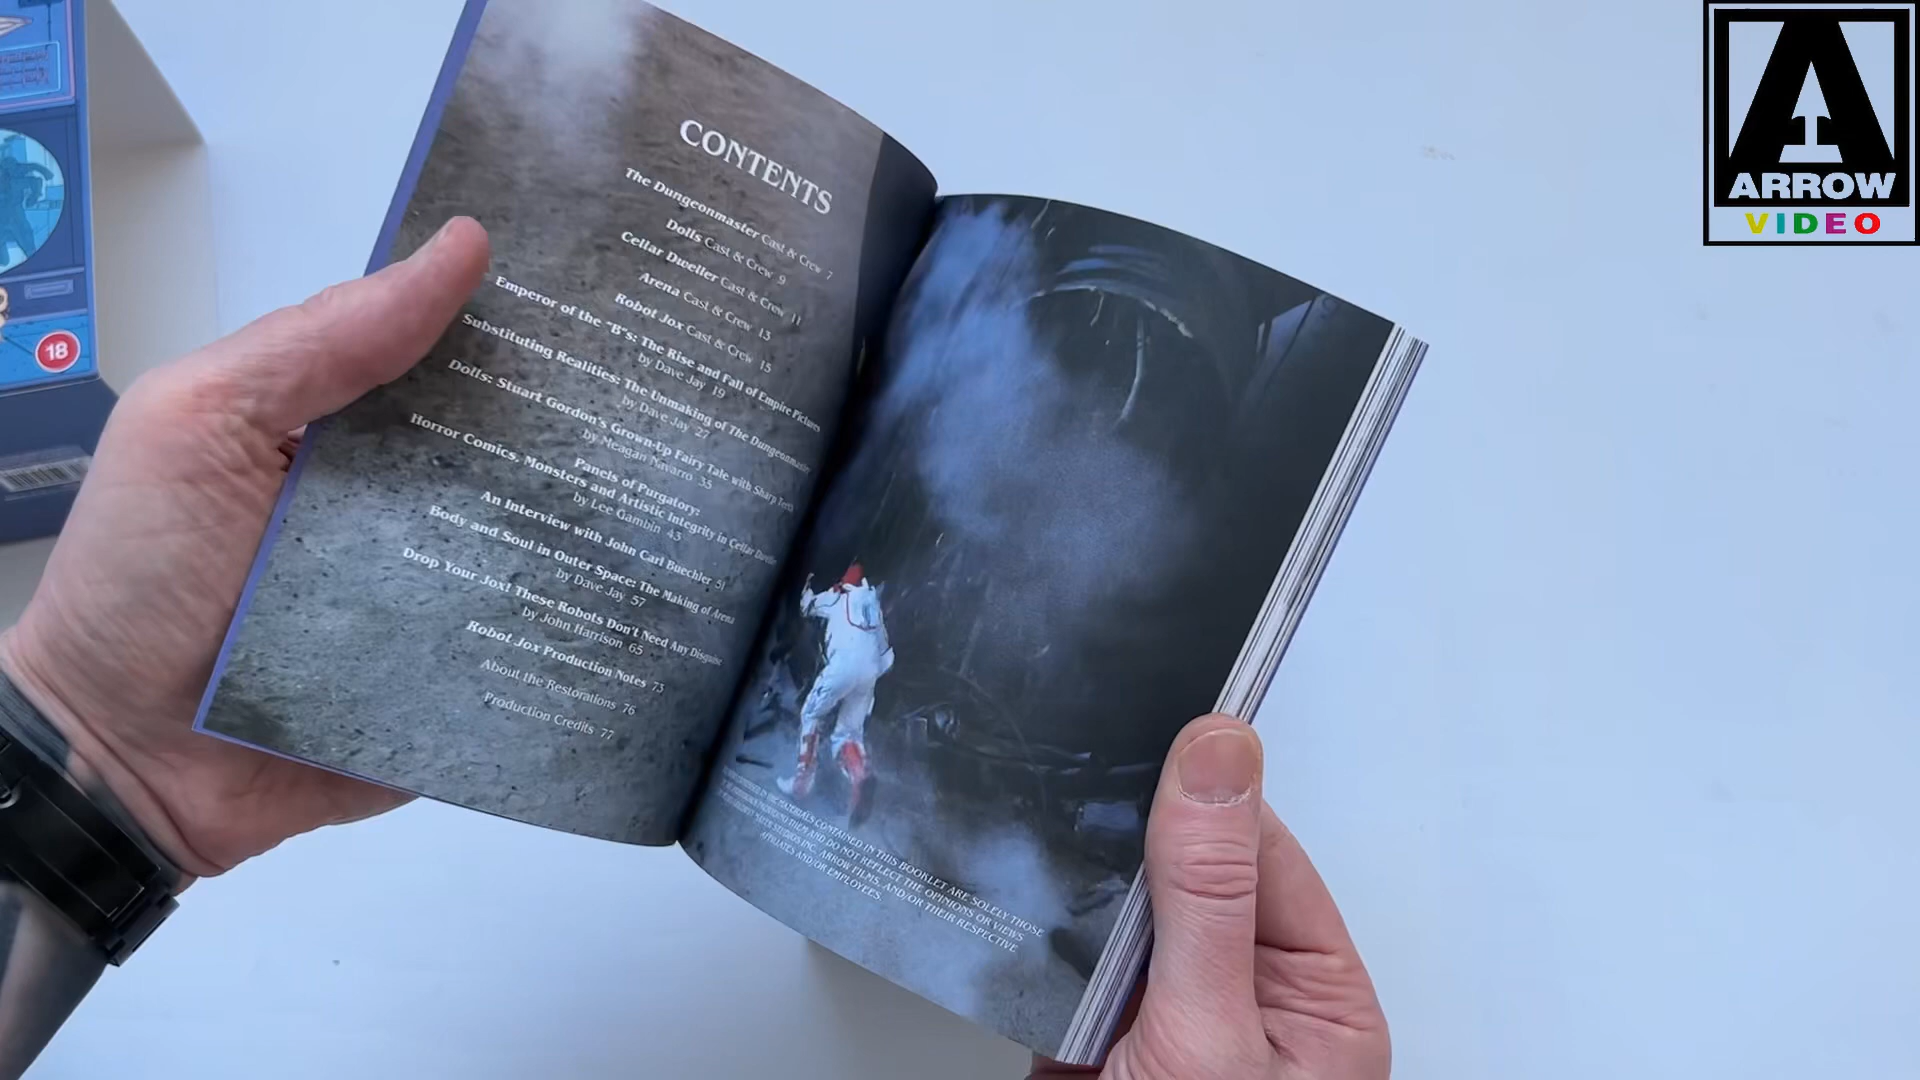 CONTENTS
The Dungeonmaster Cast & Crew 7
Dolls Cast & Crew 9
Cellar Dweller Cast & Crew 11
Arena Cast & Crew 13
Robot Jox Cast & Crew 15
Emperor of the "B"s: The Rise and Fall of Empire Pictures
by Dave Jay 19
Substituting Realities: The Unmaking of The Dungeonmaster
by Dave Jay 27
Dolls: Stuart Gordon's Grown-Up Fairy Tale with Sharp Teeth
by Meagan Navarro 35
Panels of Purgatory:
Horror Comics, Monsters and Artistic Integrity in Cellar Dweller
by Lee Gambin 43
An Interview with John Carl Buechler 51
Body and Soul in Outer Space: The Making of Arena
by Dave Jay 57
Drop Your Jox! These Robots Don't Need Any Disguise
by John Harrison 65
Robot Jox Production Notes 73
About the Restorations 76
Production Credits 77
MATERIALS CONTAINED IN THIS BOOKLET ARE SOLELY THOSE
THEM AND DO NOT REFLECT THE OPINIONS OR VIEWS
STUDIOS INC, ARROW FILMS, AND/OR THEIR RESPECTIVE
AFFILIATES AND/OR EMPLOYEES.
18
A
ARROW
VIDEO